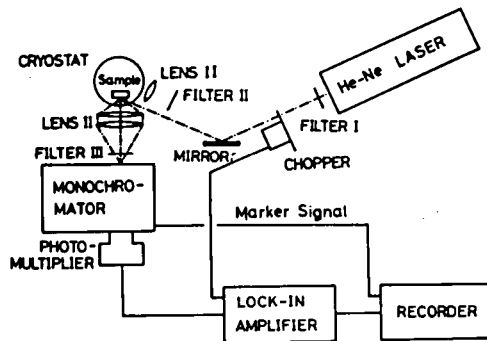 CRYOSTAT
Sample
LENS II
FILTER II
He-Ne LASER
LENS II
FILTER I
FILTER III
MIRROR
CHOPPER
MONOCHRO-
MATOR
Marker Signal
PHOTO-
MULTIPLIER
LOCK-IN
AMPLIFIER
RECORDER